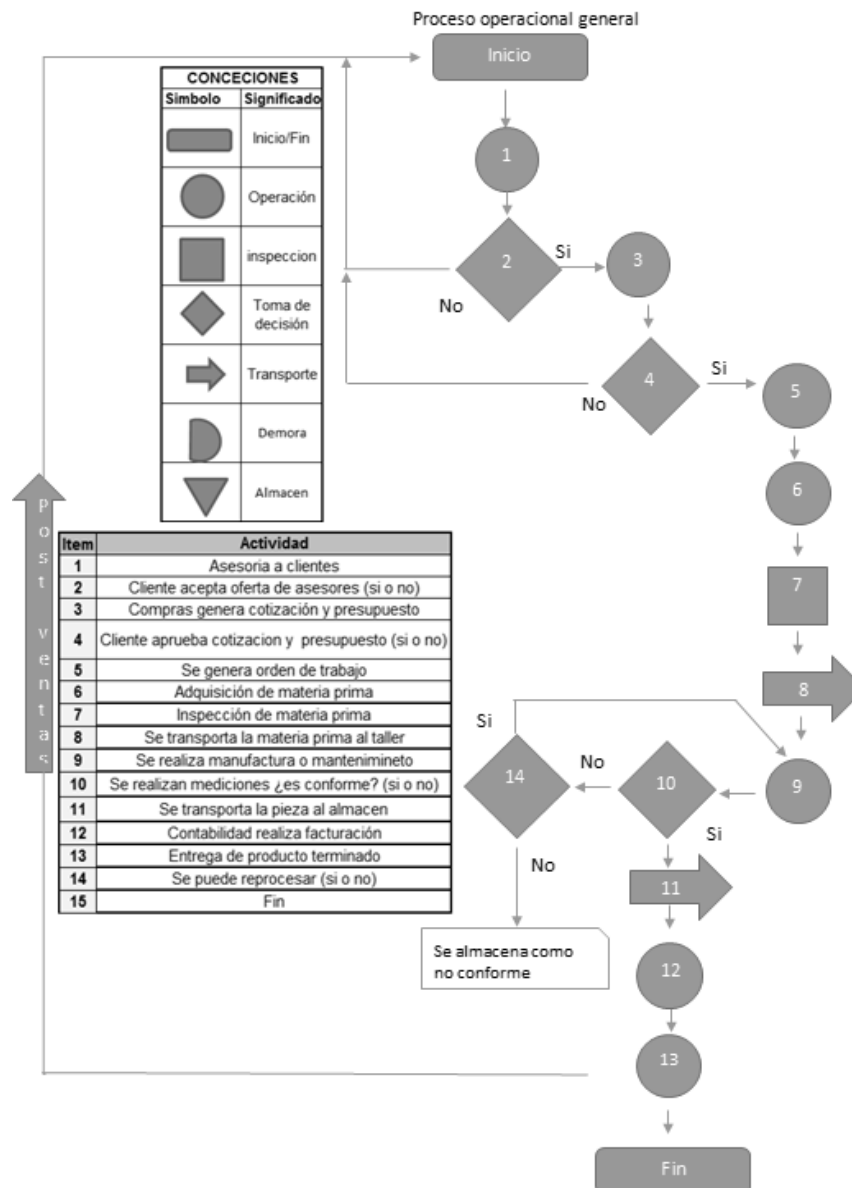 Proceso operacional general
Inicio
CONCECIONES
Simbolo Significado
Inicio/Fin
Operación
inspeccion
Toma de
decisión
Transporte
Demora
Almacen
1
2
Si
No
3
4
Si
No
5
6
7
8
9
10
No
Si
14
Si
No
11
Se almacena como
no conforme
12
13
Fin
Post ventas
Item Actividad
1 Asesoria a clientes
2 Cliente acepta oferta de asesores (si o no)
3 Compras genera cotización y presupuesto
4 Cliente aprueba cotizacion y presupuesto (si o no)
5 Se genera orden de trabajo
6 Adquisición de materia prima
7 Inspección de materia prima
8 Se transporta la materia prima al taller
9 Se realiza manufactura o mantenimineto
10 Se realizan mediciones ¿es conforme? (si o no)
11 Se transporta la pieza al almacen
12 Contabilidad realiza facturación
13 Entrega de producto terminado
14 Se puede reprocesar (si o no)
15 Fin